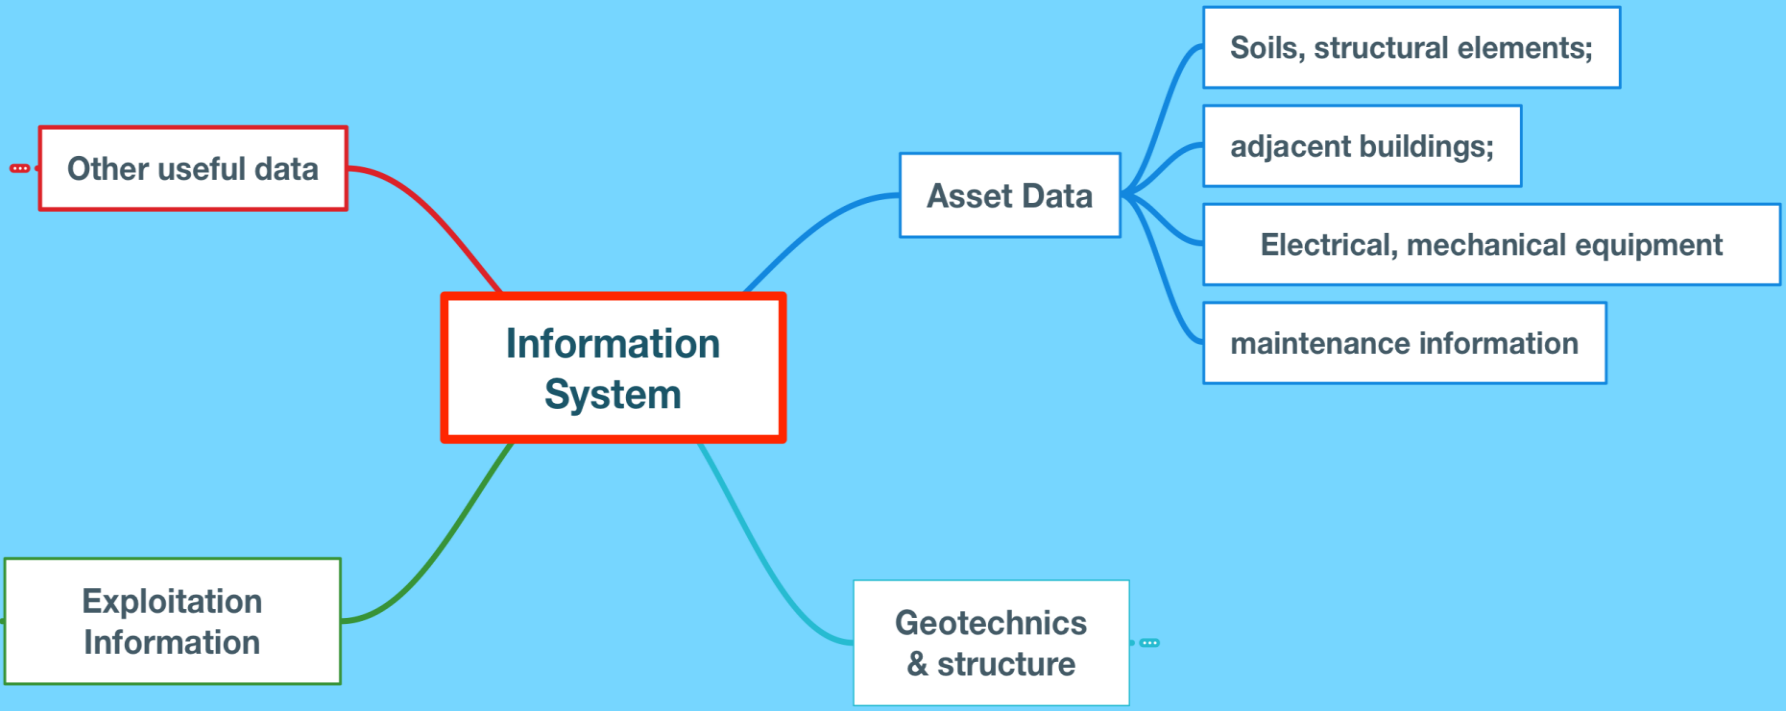 Other useful data
Information
System
Asset Data
Soils, structural elements;
adjacent buildings;
Electrical, mechanical equipment
maintenance information
Exploitation
Information
Geotechnics
& structure